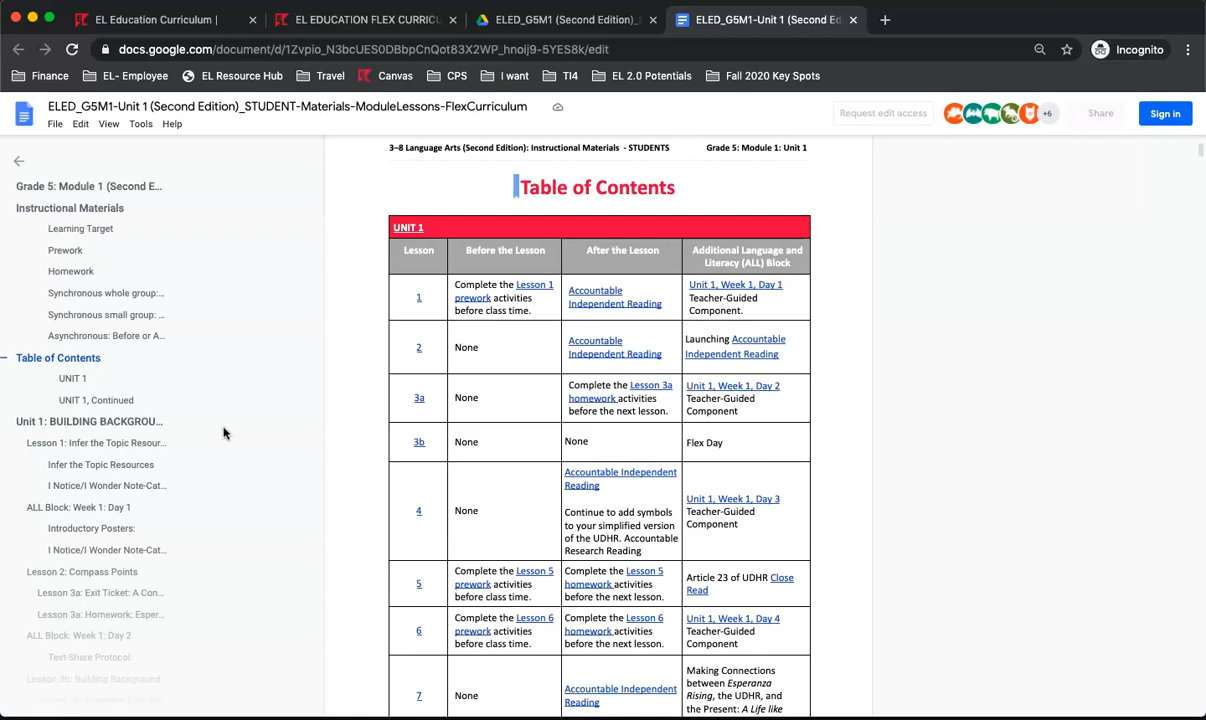 EL Education Curriculum |
EL EDUCATION FLEX CURRICU
ELED_G5M1 (Second Edition)_S
ELED_G5M1-Unit 1 (Second Ed
docs.google.com/document/d/1Zvpio_N3bcUES0DBbpCnQot83X2WP_hnoij9-5YES8k/edit
Incognito
Finance
EL- Employee
EL Resource Hub
Travel
Canvas
CPS
I want
TI4
EL 2.0 Potentials
Fall 2020 Key Spots
ELED_G5M1-Unit 1 (Second Edition)_STUDENT-Materials-ModuleLessons-FlexCurriculum
File Edit View Tools Help
Request edit access
+6
Share
Sign in
Grade 5: Module 1 (Second E...
Instructional Materials
Learning Target
Prework
Homework
Synchronous whole group:...
Synchronous small group: ...
Asynchronous: Before or A...
Table of Contents
UNIT 1
UNIT 1, Continued
Unit 1: BUILDING BACKGROU...
Lesson 1: Infer the Topic Resour...
Infer the Topic Resources
I Notice/I Wonder Note-Cat...
ALL Block: Week 1: Day 1
Introductory Posters:
I Notice/I Wonder Note-Cat...
Lesson 2: Compass Points
Lesson 3a: Exit Ticket: A Con...
Lesson 3a: Homework: Esper...
ALL Block: Week 1: Day 2
Text-Share Protocol:
Lesson 3b: Building Background
3–8 Language Arts (Second Edition): Instructional Materials - STUDENTS
Grade 5: Module 1: Unit 1
Table of Contents
UNIT 1
Lesson
Before the Lesson
After the Lesson
Additional Language and
Literacy (ALL) Block
1
Complete the Lesson 1
prework activities
before class time.
Accountable
Independent Reading
Unit 1, Week 1, Day 1
Teacher-Guided
Component.
2
None
Accountable
Independent Reading
Launching Accountable
Independent Reading
3a
None
Complete the Lesson 3a
homework activities
before the next lesson.
Unit 1, Week 1, Day 2
Teacher-Guided
Component
3b
None
None
Flex Day
4
None
Accountable Independent
Reading
Continue to add symbols
to your simplified version
of the UDHR. Accountable
Research Reading
Unit 1, Week 1, Day 3
Teacher-Guided
Component
5
Complete the Lesson 5
prework activities
before class time.
Complete the Lesson 5
homework activities
before the next lesson.
Article 23 of UDHR Close
Read
6
Complete the Lesson 6
prework activities
before class time.
Complete the Lesson 6
homework activities
before the next lesson.
Unit 1, Week 1, Day 4
Teacher-Guided
Component
7
None
Accountable Independent
Reading
Making Connections
between Esperanza
Rising, the UDHR, and
the Present: A Life like